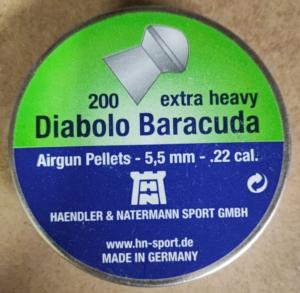 200 extra heavy
Diabolo Baracuda
Airgun Pellets - 5,5 mm - .22 cal.
HAENDLER & NATERMANN SPORT GMBH
www.hn-sport.de
MADE IN GERMANY